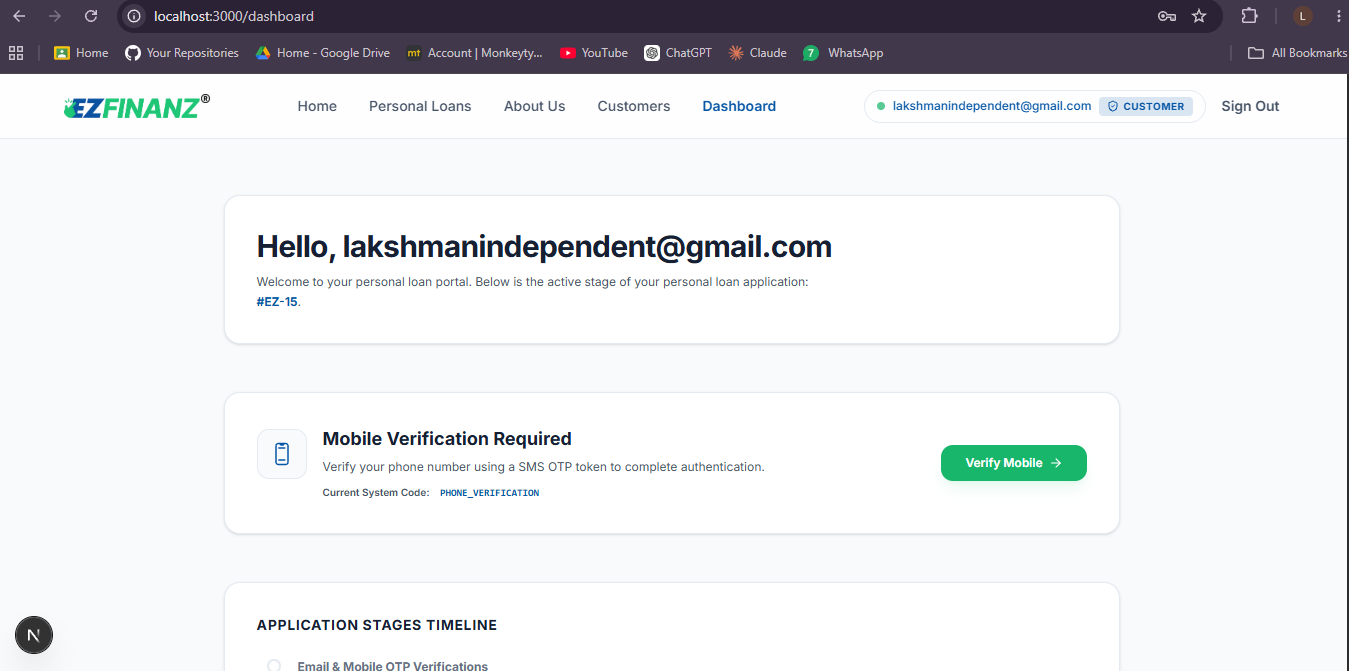 localhost:3000/dashboard
L
Home
Your Repositories
Home - Google Drive
mt Account | Monkeyty...
YouTube
ChatGPT
Claude
7 WhatsApp
All Bookmarks
EZFINANZ®
Home
Personal Loans
About Us
Customers
Dashboard
lakshmanindependent@gmail.com
CUSTOMER
Sign Out
Hello, lakshmanindependent@gmail.com
Welcome to your personal loan portal. Below is the active stage of your personal loan application:
#EZ-15.
Mobile Verification Required
Verify your phone number using a SMS OTP token to complete authentication.
Current System Code: PHONE_VERIFICATION
Verify Mobile →
APPLICATION STAGES TIMELINE
N
Email & Mobile OTP Verifications